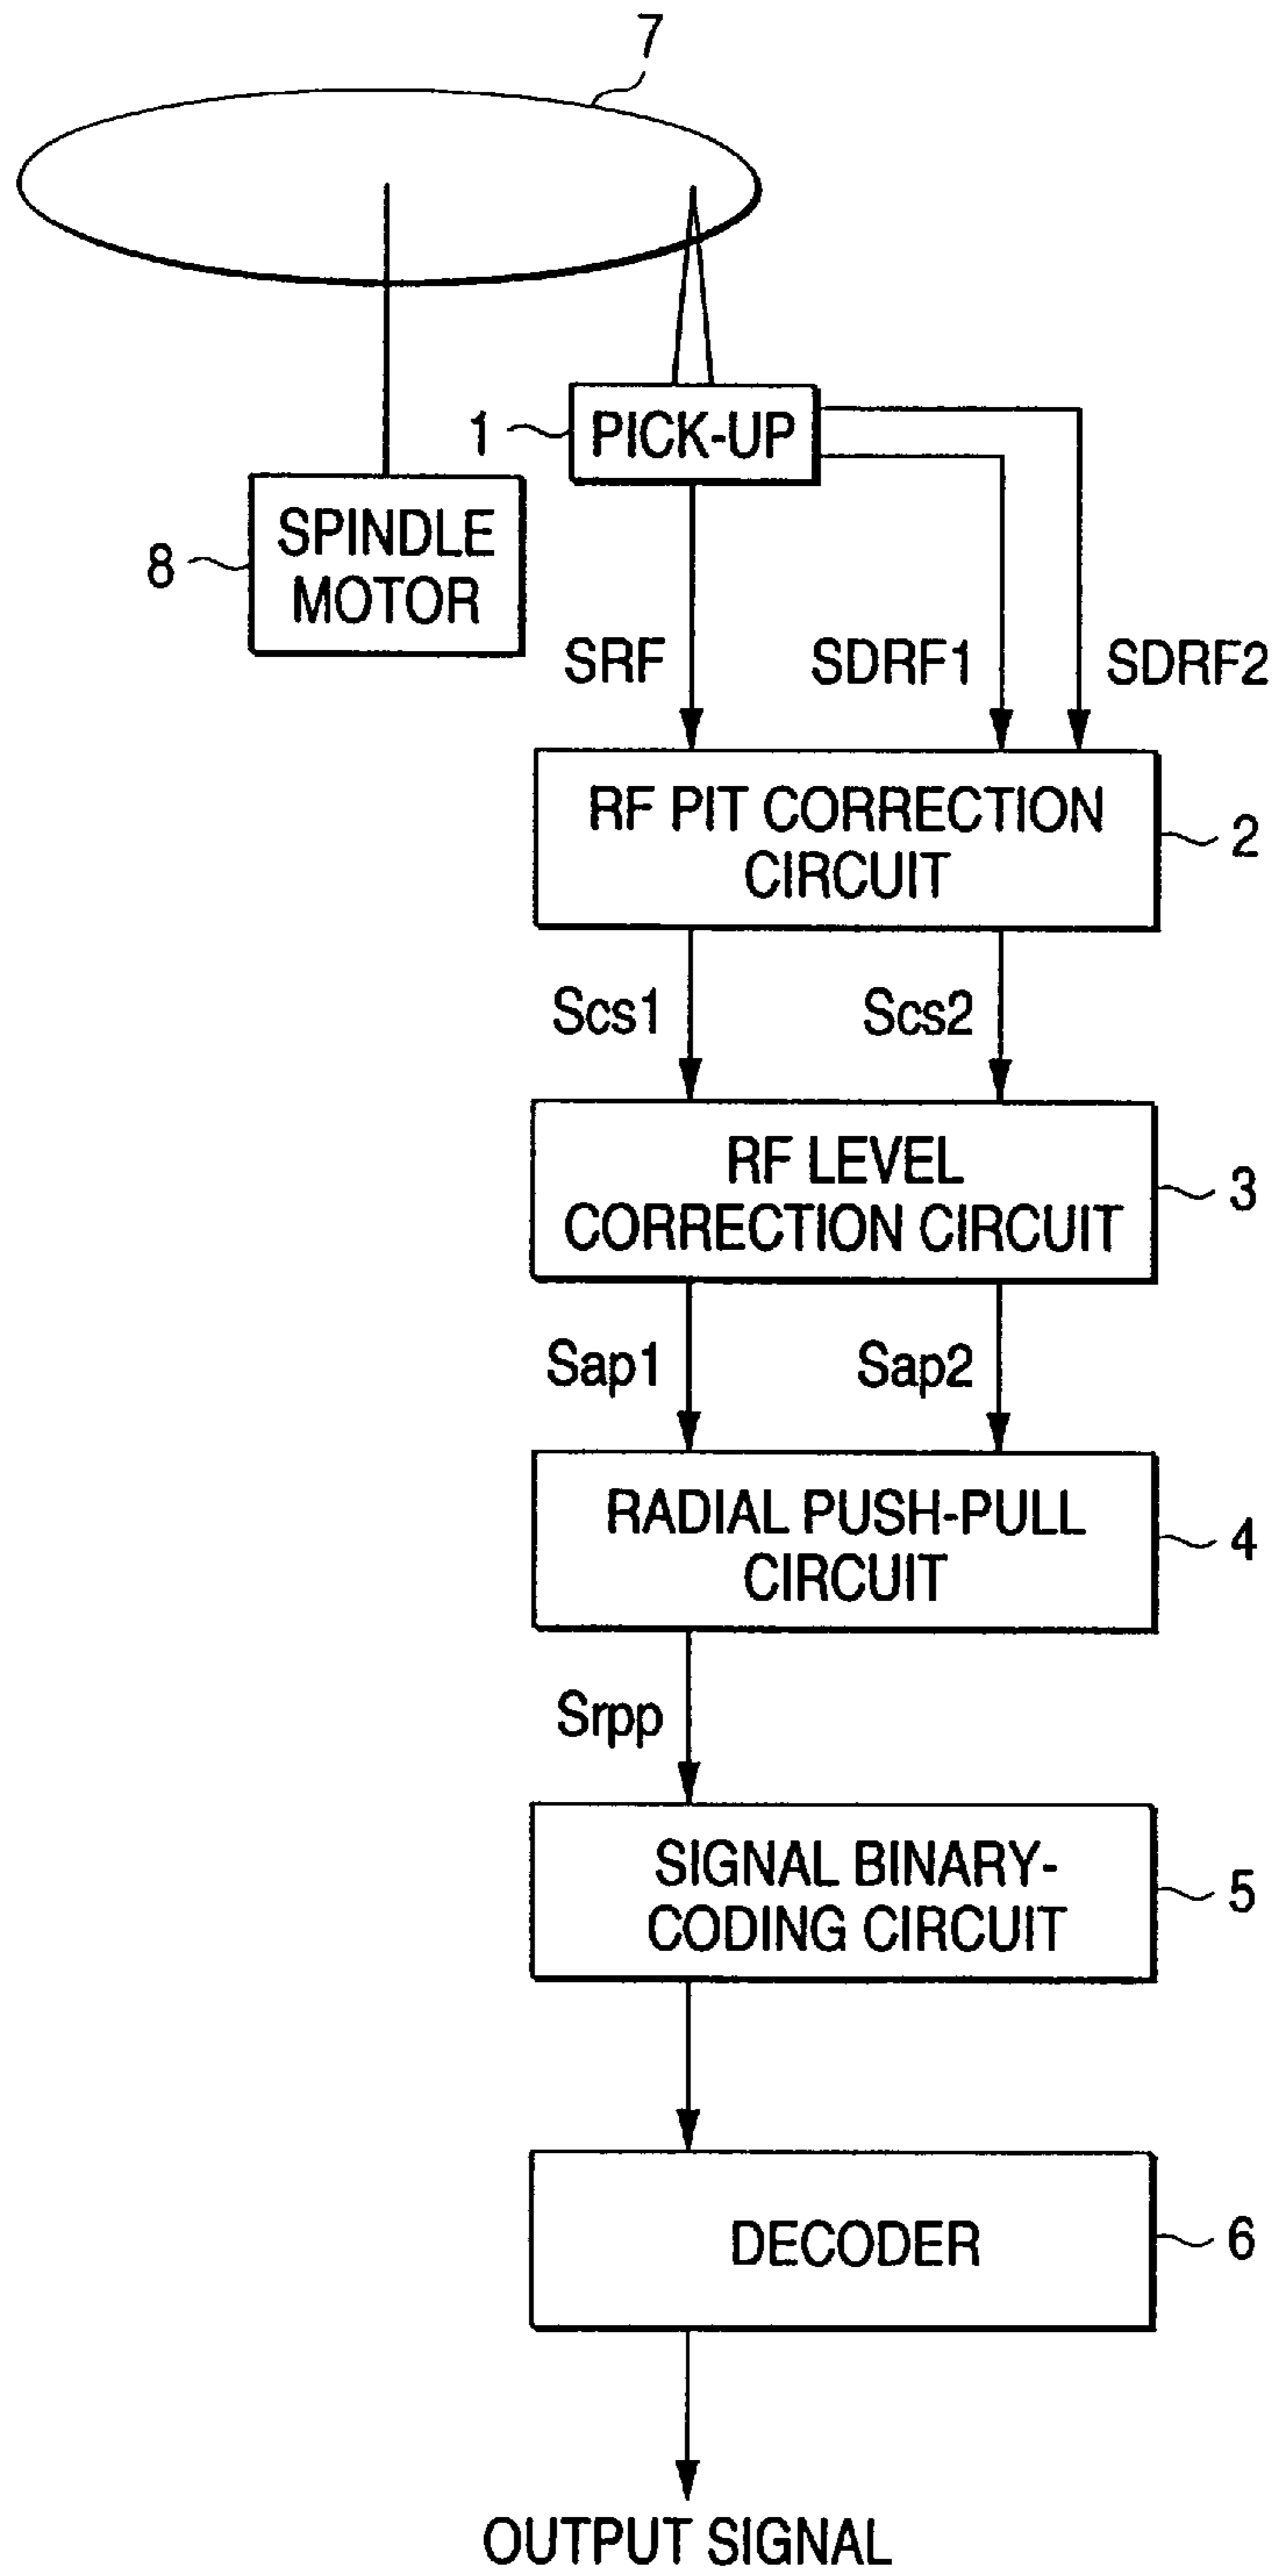 7
1
PICK-UP
SPINDLE
MOTOR
8
SRF
SDRF1
SDRF2
RF PIT CORRECTION
CIRCUIT
2
Scs1
Scs2
RF LEVEL
CORRECTION CIRCUIT
3
Sap1
Sap2
RADIAL PUSH-PULL
CIRCUIT
4
Srpp
SIGNAL BINARY-
CODING CIRCUIT
5
DECODER
6
OUTPUT SIGNAL